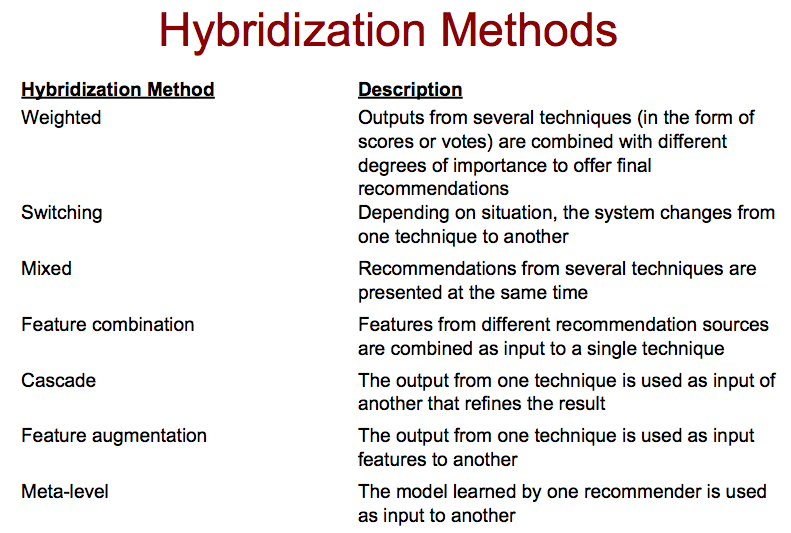 Hybridization Methods
Hybridization Method Description
Weighted Outputs from several techniques (in the form of
scores or votes) are combined with different
degrees of importance to offer final
recommendations
Switching Depending on situation, the system changes from
one technique to another
Mixed Recommendations from several techniques are
presented at the same time
Feature combination Features from different recommendation sources
are combined as input to a single technique
Cascade The output from one technique is used as input of
another that refines the result
Feature augmentation The output from one technique is used as input
features to another
Meta-level The model learned by one recommender is used
as input to another